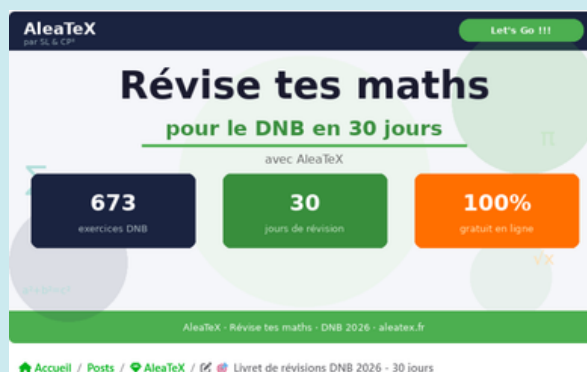 AleaTeX
par SL & CP°
Let's Go !!!
Révise tes maths
pour le DNB en 30 jours
avec AleaTeX
Σ
π
673
exercices DNB
30
jours de révision
100%
gratuit en ligne
√x
AleaTeX - Révise tes maths - DNB 2026 - aleatex.fr
Accueil / Posts / AleaTeX / Livret de révisions DNB 2026 - 30 jours